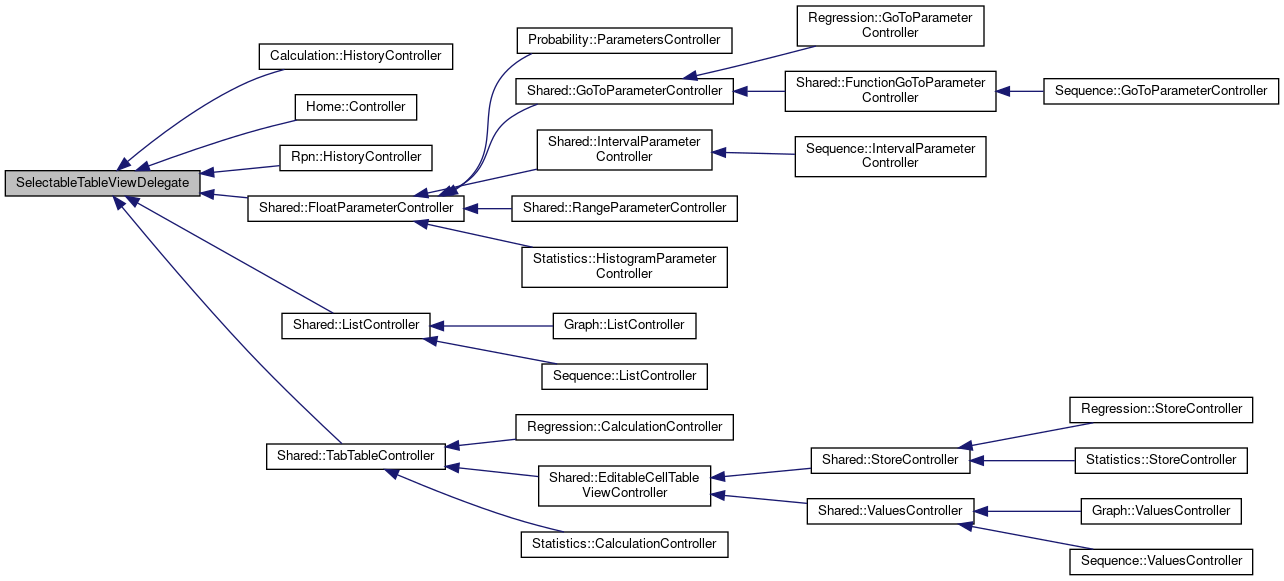 SelectableTableViewDelegate
Calculation::HistoryController
Home::Controller
Rpn::HistoryController
Shared::FloatParameterController
Shared::ListController
Shared::TabTableController
Probability::ParametersController
Shared::GoToParameterController
Shared::IntervalParameter
Controller
Shared::RangeParameterController
Statistics::HistogramParameter
Controller
Graph::ListController
Sequence::ListController
Regression::CalculationController
Shared::EditableCellTable
ViewController
Statistics::CalculationController
Regression::GoToParameter
Controller
Shared::FunctionGoToParameter
Controller
Sequence::IntervalParameter
Controller
Shared::StoreController
Shared::ValuesController
Sequence::GoToParameterController
Regression::StoreController
Statistics::StoreController
Graph::ValuesController
Sequence::ValuesController